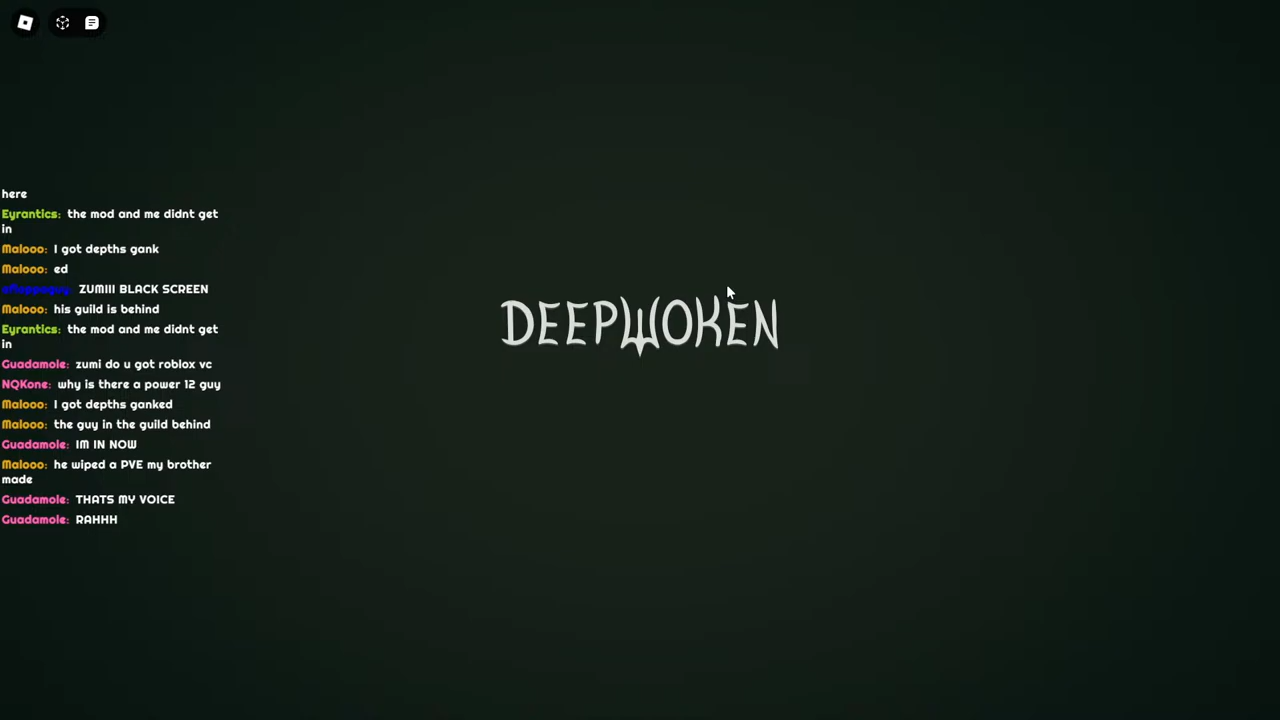 here
Eyrantics: the mod and me didnt get
in
Malooo: I got depths gank
Malooo: ed
ZUMIII BLACK SCREEN
Malooo: his guild is behind
Eyrantics: the mod and me didnt get
in
Guadamole: zumi do u got roblox vc
NQKone: why is there a power 12 guy
Malooo: I got depths ganked
Malooo: the guy in the guild behind
Guadamole: IM IN NOW
Malooo: he wiped a PVE my brother
made
Guadamole: THATS MY VOICE
Guadamole: RAHHH
DEEPWOKEN